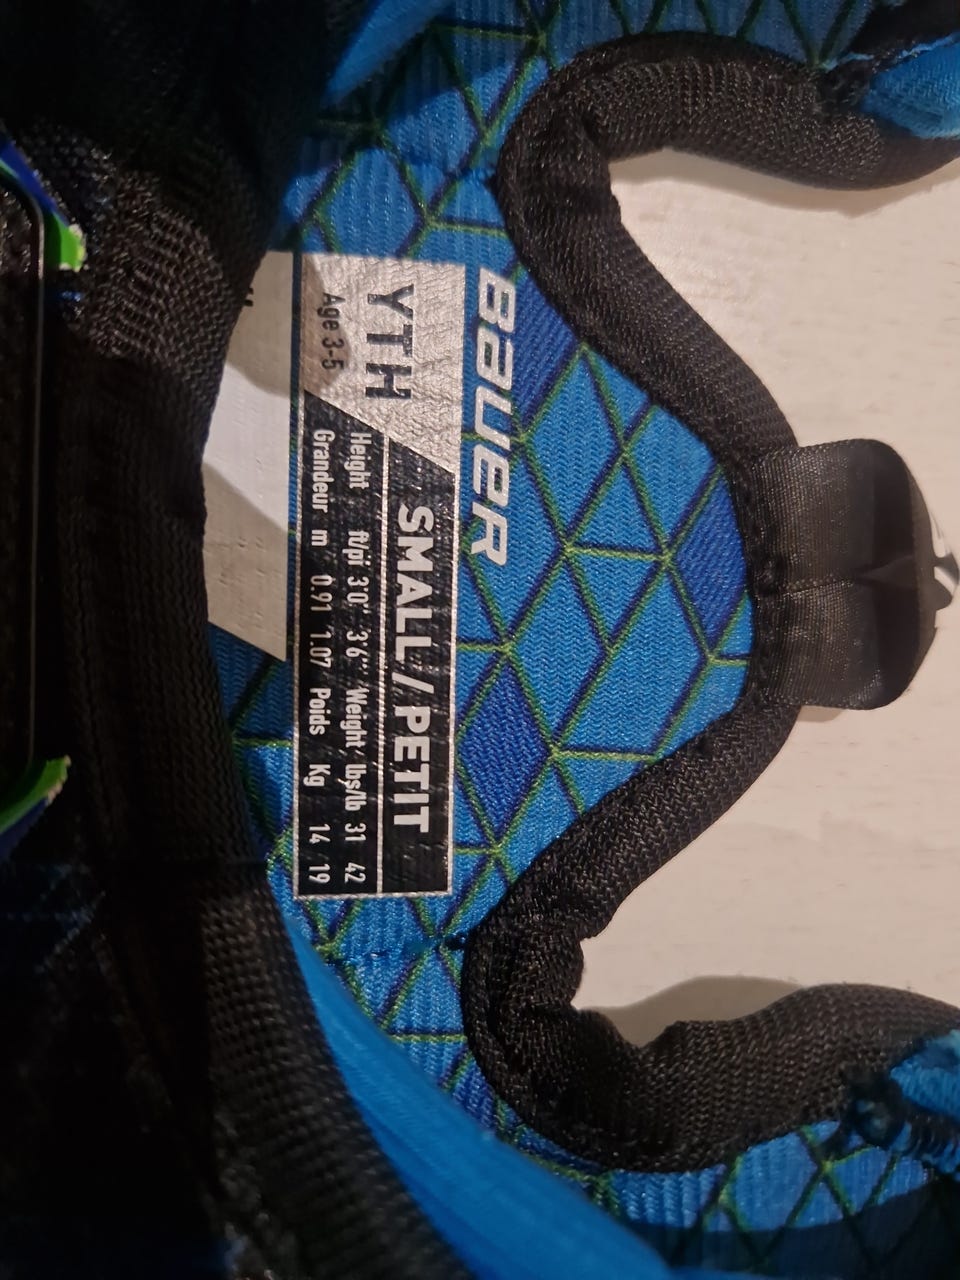 BAUER
YTH
Age 3-5
SMALL / PETIT
Height ft/pi 3'0" 3'6" Weight lbs/lb 31 42
Grandeur m 0.91 1.07 Poids Kg 14 19